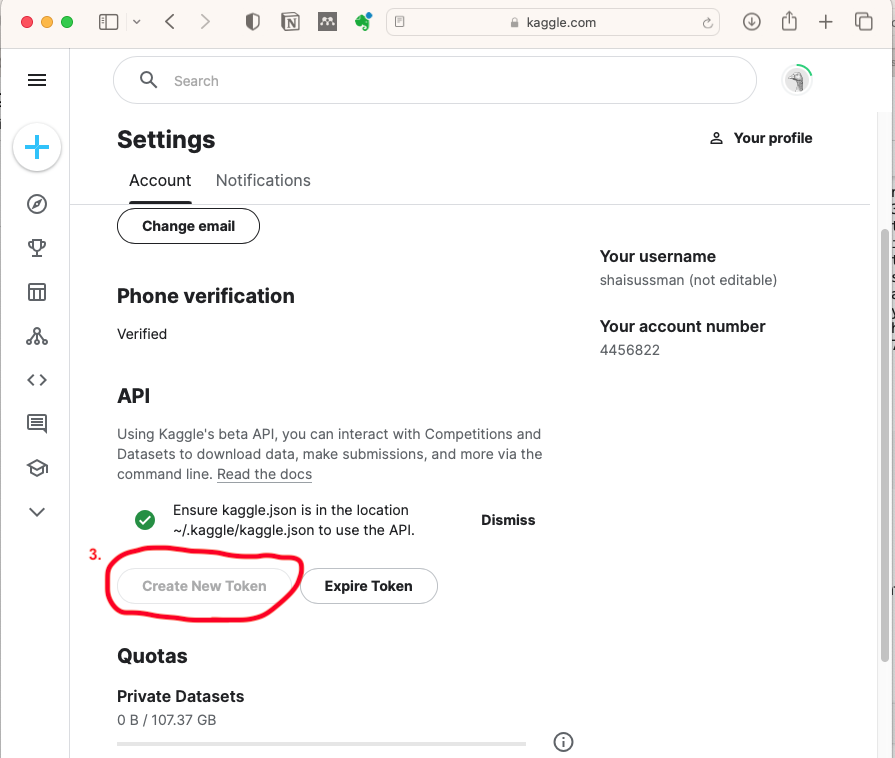 kaggle.com
Search
Settings
Your profile
Account
Notifications
Change email
Your username
shaisussman (not editable)
Phone verification
Your account number
Verified
4456822
API
Using Kaggle's beta API, you can interact with Competitions and
Datasets to download data, make submissions, and more via the
command line. Read the docs
Ensure kaggle.json is in the location
~/.kaggle/kaggle.json to use the API.
Dismiss
3.
Create New Token
Expire Token
Quotas
Private Datasets
0 B / 107.37 GB